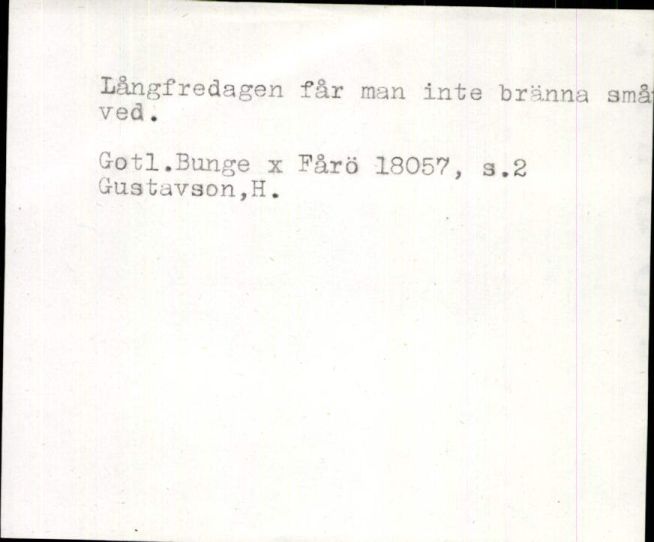 Långfredagen får man inte bränna små
ved.
Gotl.Bunge x Fårö 18057, s.2
Gustavson,H.